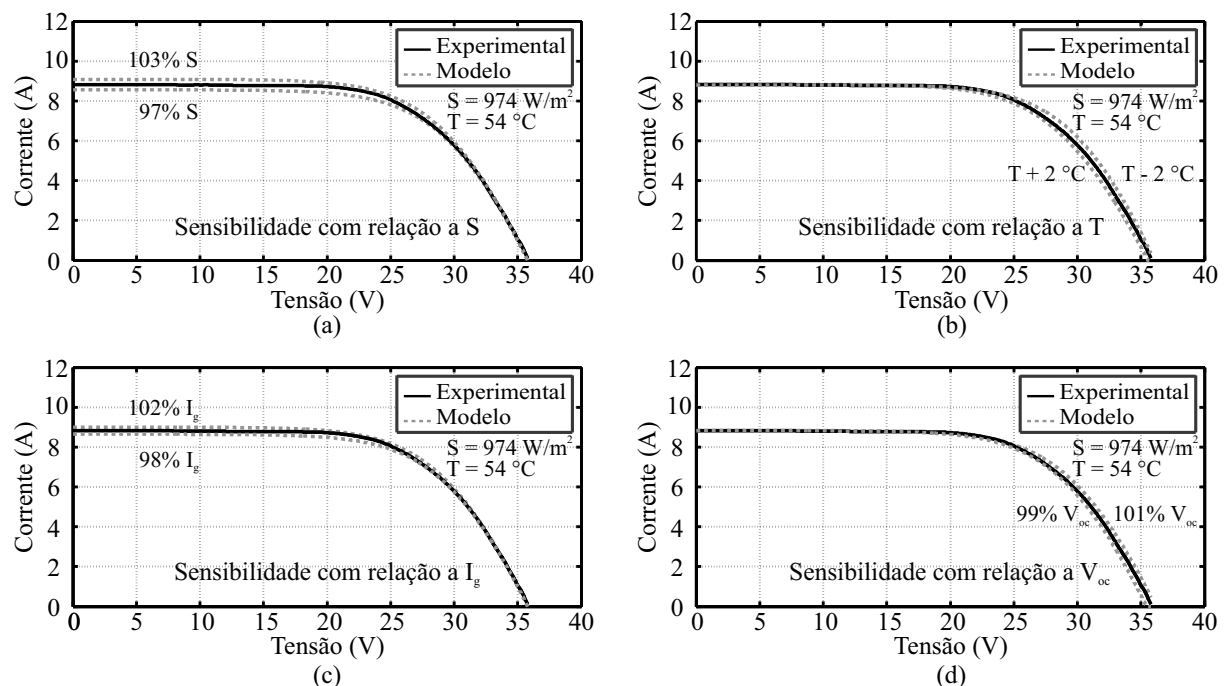 12
10
8
6
4
2
0
Corrente (A)
103% S
97% S
Experimental
Modelo
S = 974 W/m²
T = 54 °C
Sensibilidade com relação a S
0 5 10 15 20 25 30 35 40
Tensão (V)
(a)
12
10
8
6
4
2
0
Corrente (A)
Experimental
Modelo
S = 974 W/m²
T = 54 °C
T + 2 °C T - 2 °C
Sensibilidade com relação a T
0 5 10 15 20 25 30 35 40
Tensão (V)
(b)
12
10
8
6
4
2
0
Corrente (A)
102% Ig
98% Ig
Experimental
Modelo
S = 974 W/m²
T = 54 °C
Sensibilidade com relação a Ig
0 5 10 15 20 25 30 35 40
Tensão (V)
(c)
12
10
8
6
4
2
0
Corrente (A)
Experimental
Modelo
S = 974 W/m²
T = 54 °C
99% Voc 101% Voc
Sensibilidade com relação a Voc
0 5 10 15 20 25 30 35 40
Tensão (V)
(d)